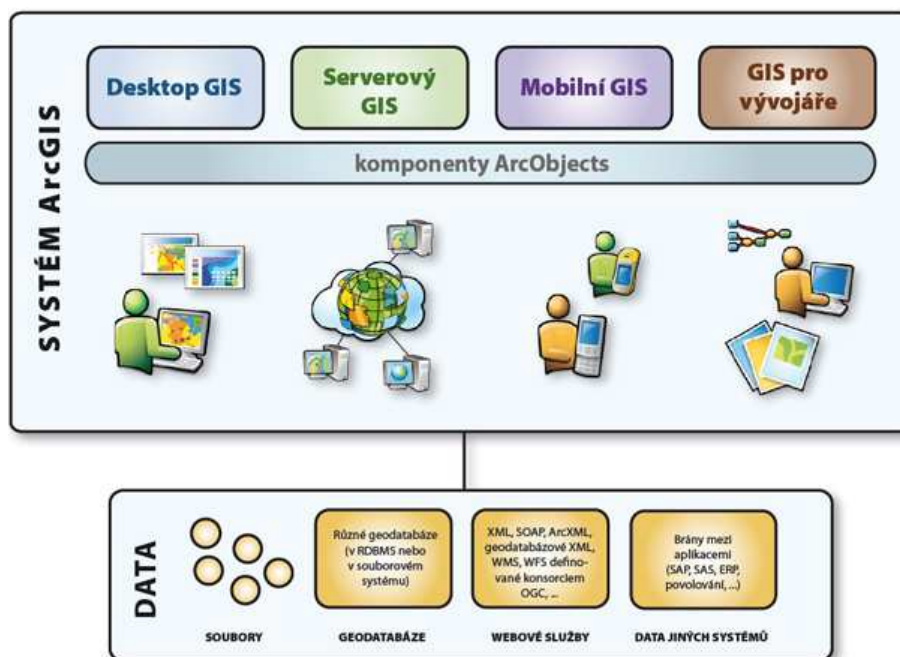 SYSTÉM ArcGIS
Desktop GIS
Serverový
GIS
Mobilní GIS
GIS pro
vývojáře
komponenty ArcObjects
DATA
Různé geodatabáze
(v RDBMS nebo
v souborovém
systému)
XML, SOAP, ArcXML,
geodatabázové XML,
WMS, WFS defino-
vané konsorciem
OGC, ...
Brány mezi
aplikacemi
(SAP, SAS, ERP,
povolování, ...)
SOUBORY
GEODATABÁZE
WEBOVÉ SLUŽBY
DATA JINÝCH SYSTÉMŮ